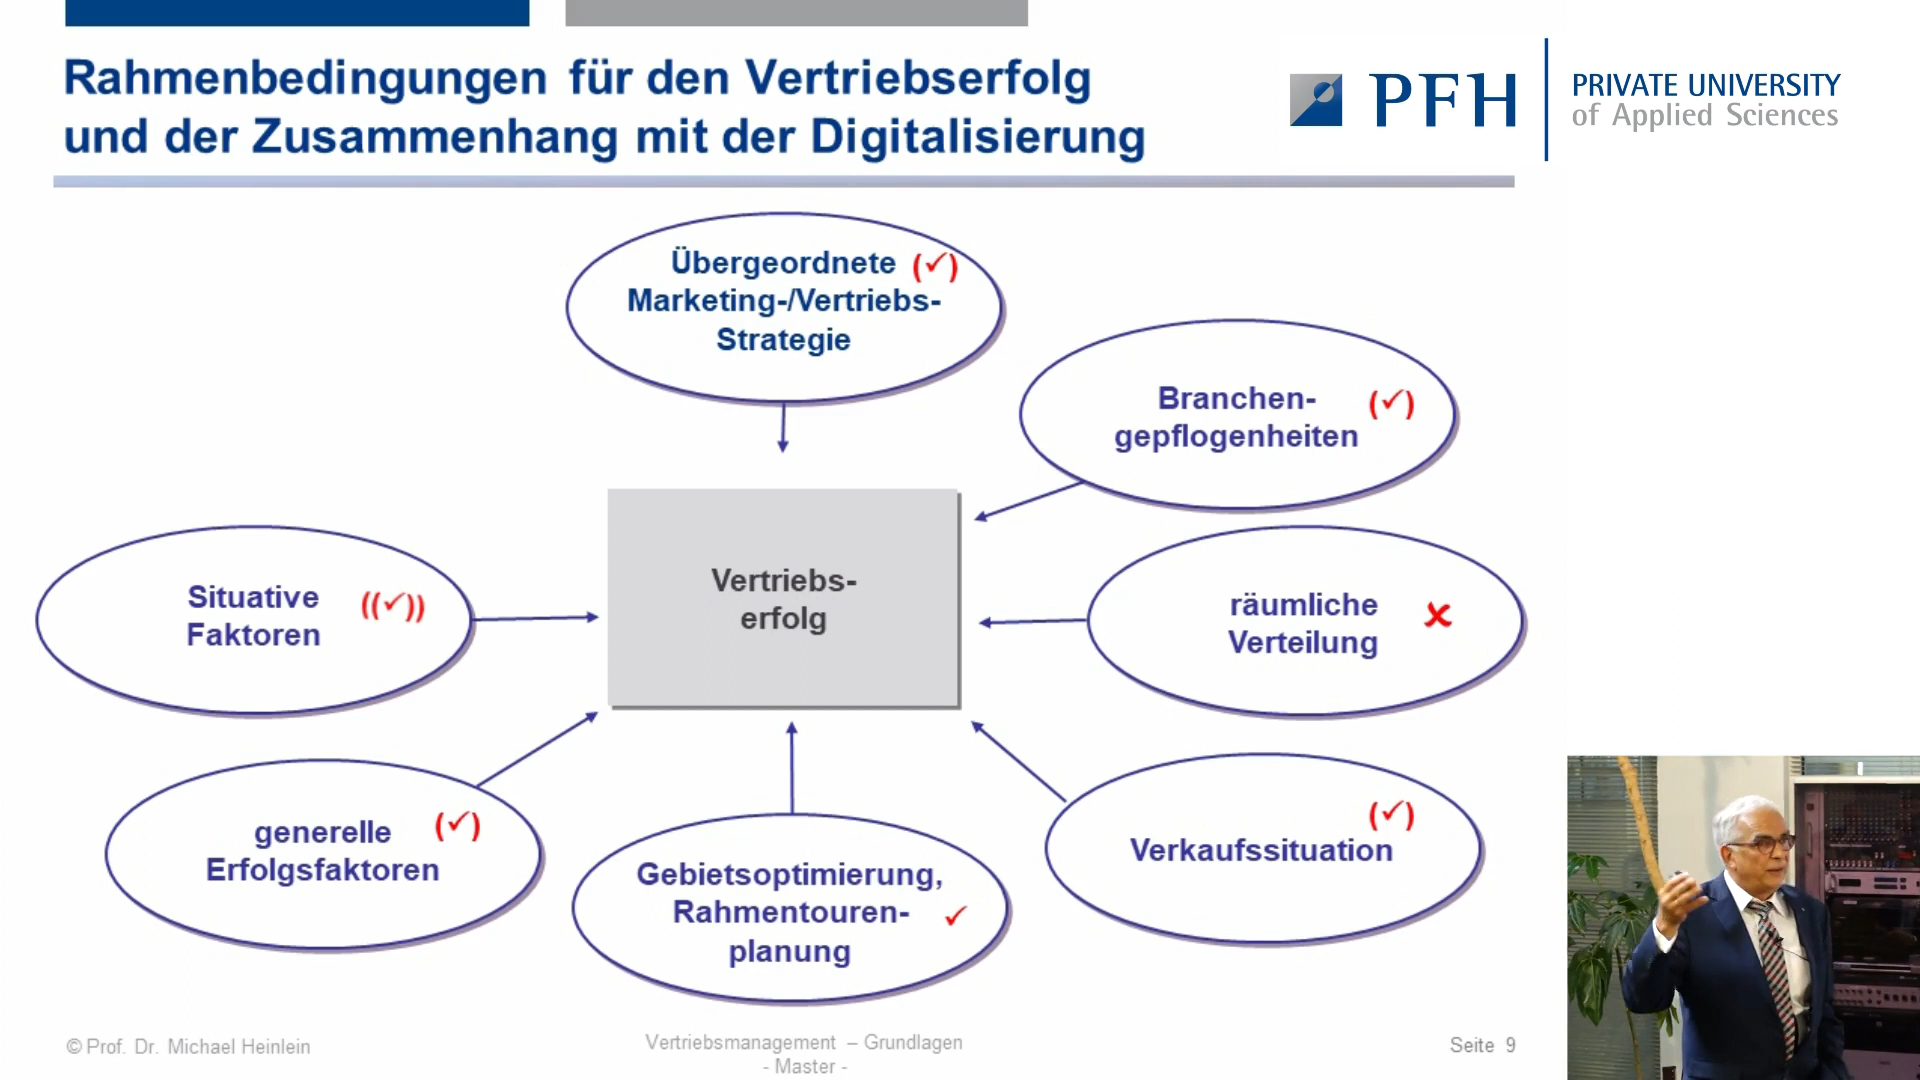 Rahmenbedingungen für den Vertriebserfolg
und der Zusammenhang mit der Digitalisierung
PFH
PRIVATE UNIVERSITY
of Applied Sciences
Übergeordnete (✓)
Marketing-/Vertriebs-
Strategie
Branchen- (✓)
gepflogenheiten
räumliche ✘
Verteilung
Verkaufssituation (✓)
Gebietsoptimierung,
Rahmentouren- ✓
planung
generelle (✓)
Erfolgsfaktoren
Situative ((✓))
Faktoren
Vertriebs-
erfolg
© Prof. Dr. Michael Heinlein
Vertriebsmanagement – Grundlagen
- Master -
Seite 9